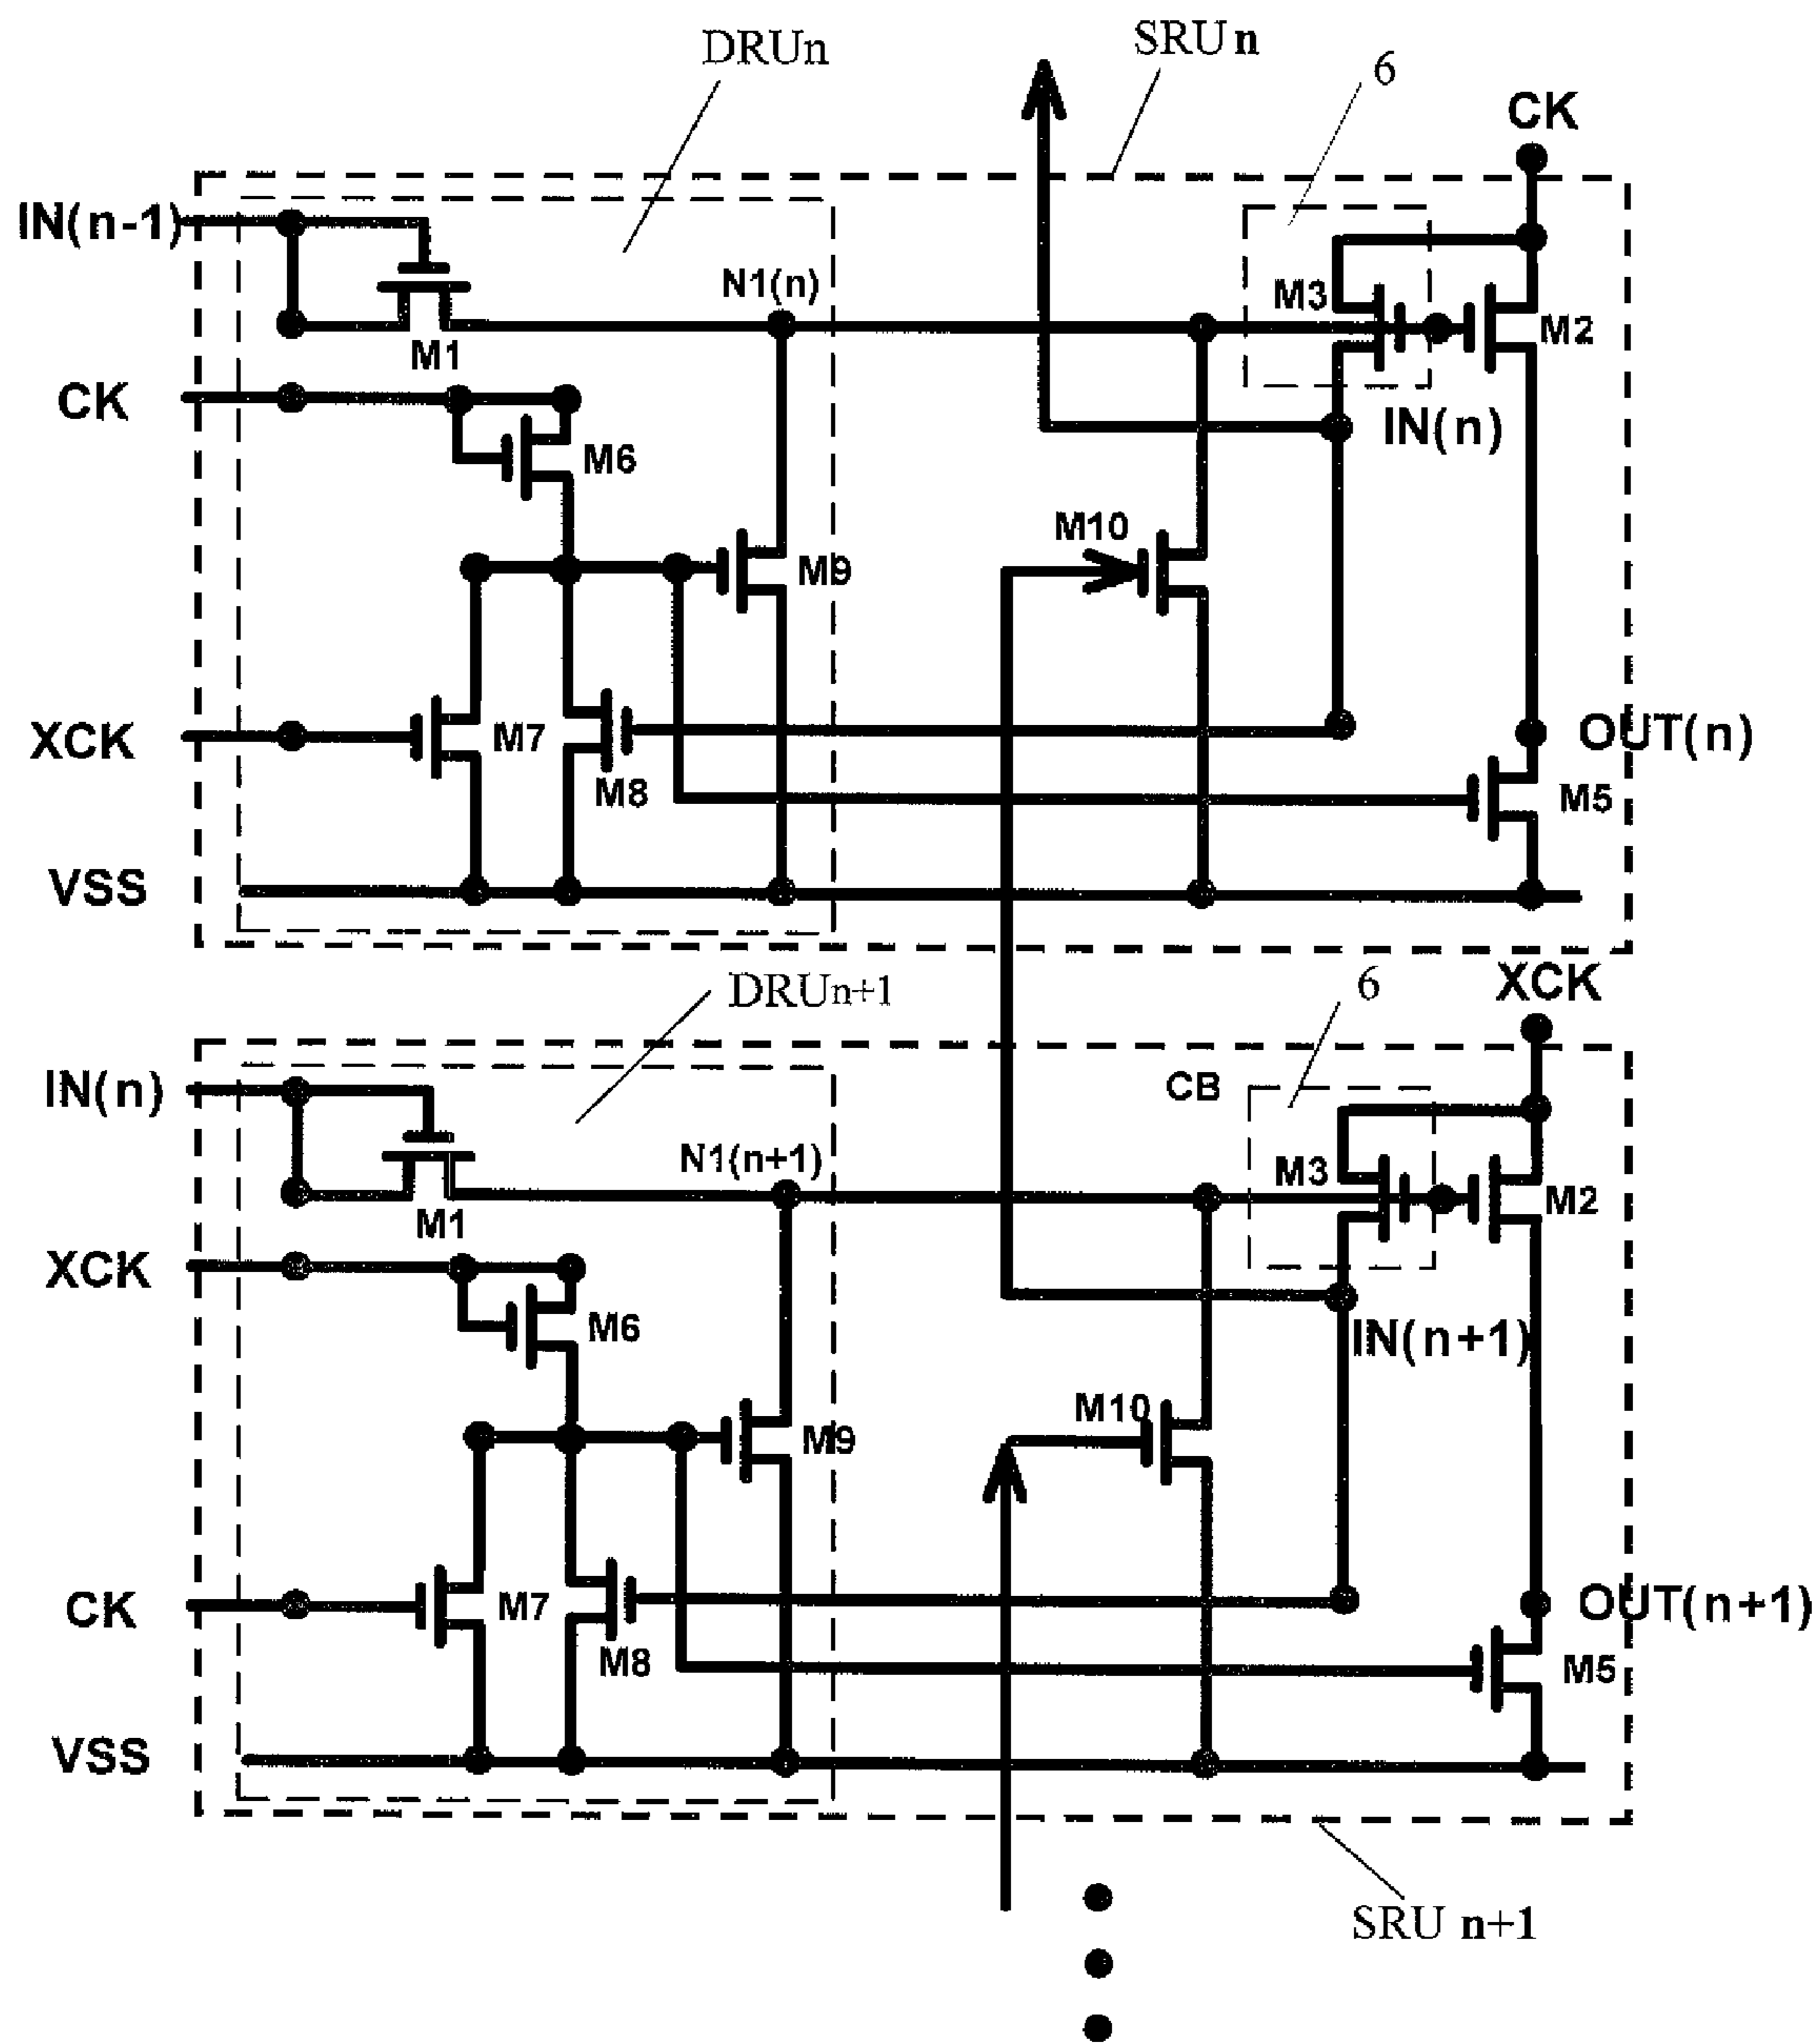 DRUn
SRU n
6
CK
IN(n-1)
N1(n)
M3
M2
M1
CK
IN(n)
M6
M10
M9
XCK
M7
OUT(n)
M8
M5
VSS
XCK
DRUn+1
6
IN(n)
CB
N1(n+1)
M3
M2
M1
XCK
M6
IN(n+1)
M10
M9
CK
M7
OUT(n+1)
M8
M5
VSS
SRU n+1